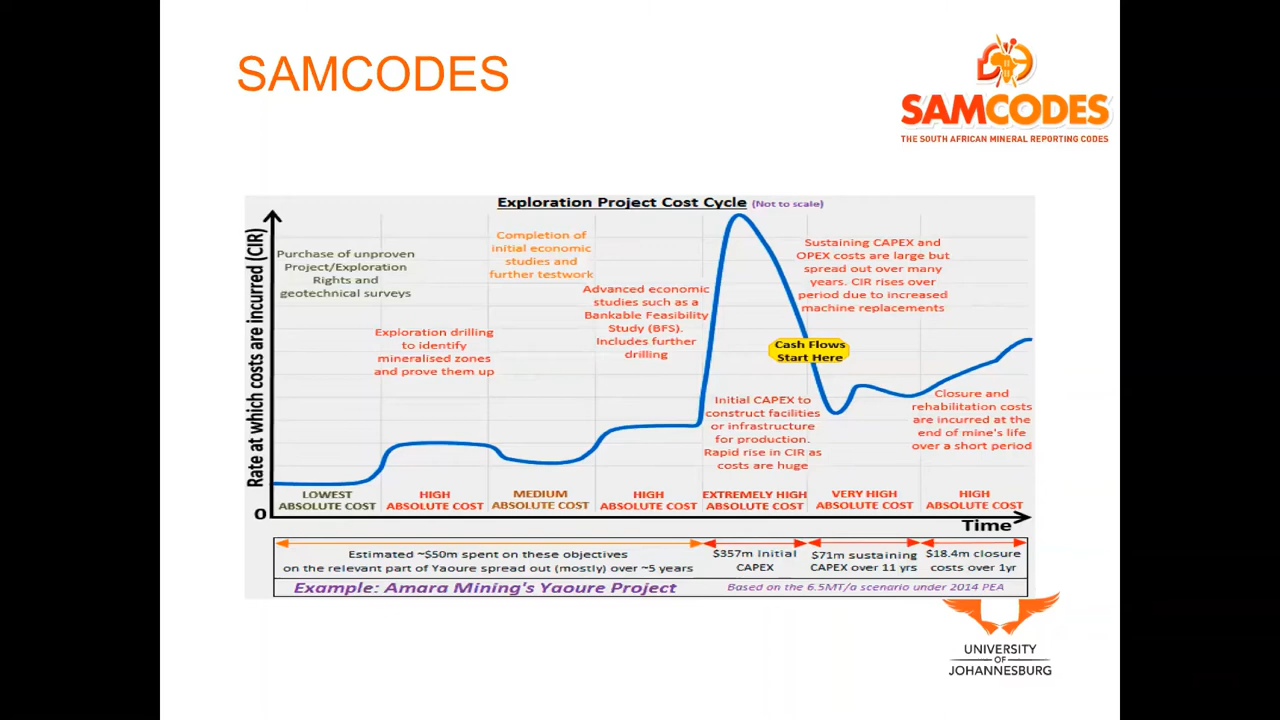 SAMCODES
SAMCODES
THE SOUTH AFRICAN MINERAL REPORTING CODES
Exploration Project Cost Cycle (Not to scale)
Rate at which costs are incurred (CIR)
Purchase of unproven
Project/Exploration
Rights and
geotechnical surveys
Exploration drilling
to identify
mineralised zones
and prove them up
Completion of
initial economic
studies and
further testwork
Advanced economic
studies such as a
Bankable Feasibility
Study (BFS).
Includes further
drilling
Initial CAPEX to
construct facilities
or infrastructure
for production.
Rapid rise in CIR as
costs are huge
Sustaining CAPEX and
OPEX costs are large but
spread out over many
years. CIR rises over
period due to increased
machine replacements
Cash Flows
Start Here
Closure and
rehabilitation costs
are incurred at the
end of mine's life
over a short period
LOWEST
ABSOLUTE COST
HIGH
ABSOLUTE COST
MEDIUM
ABSOLUTE COST
HIGH
ABSOLUTE COST
EXTREMELY HIGH
ABSOLUTE COST
VERY HIGH
ABSOLUTE COST
HIGH
ABSOLUTE COST
0
Time
Estimated ~$50m spent on these objectives
on the relevant part of Yaoure spread out (mostly) over ~5 years
$357m Initial
CAPEX
$71m sustaining
CAPEX over 11 yrs
$18.4m closure
costs over 1yr
Example: Amara Mining's Yaoure Project
Based on the 6.5MT/a scenario under 2014 PEA
UNIVERSITY
OF
JOHANNESBURG